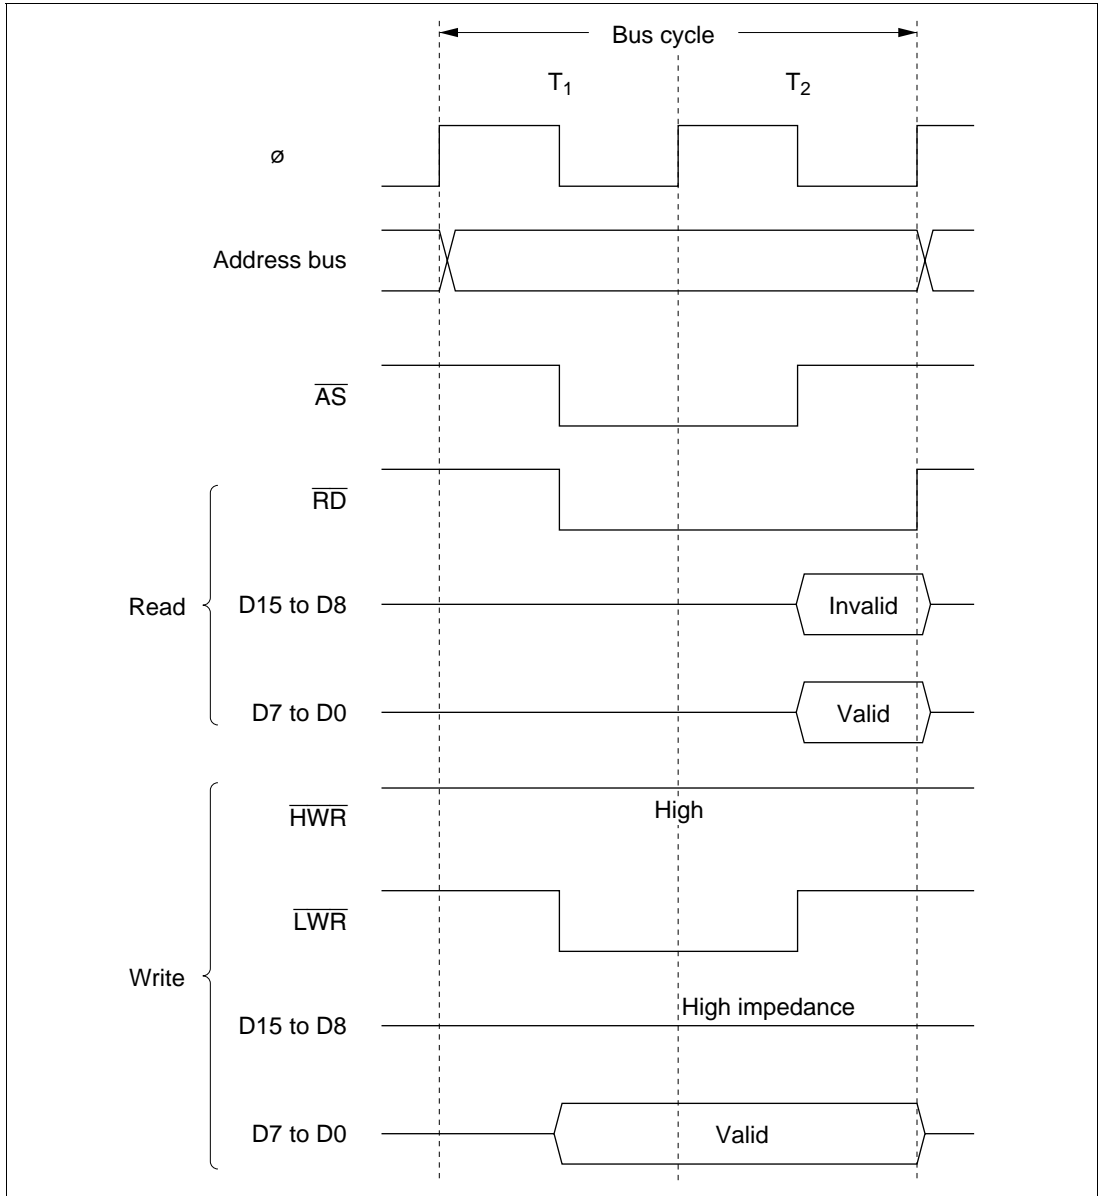 Bus cycle
T1 T2
ø
Address bus
AS
RD
Read
D15 to D8 Invalid
D7 to D0 Valid
HWR High
LWR
Write
High impedance
D15 to D8
D7 to D0 Valid